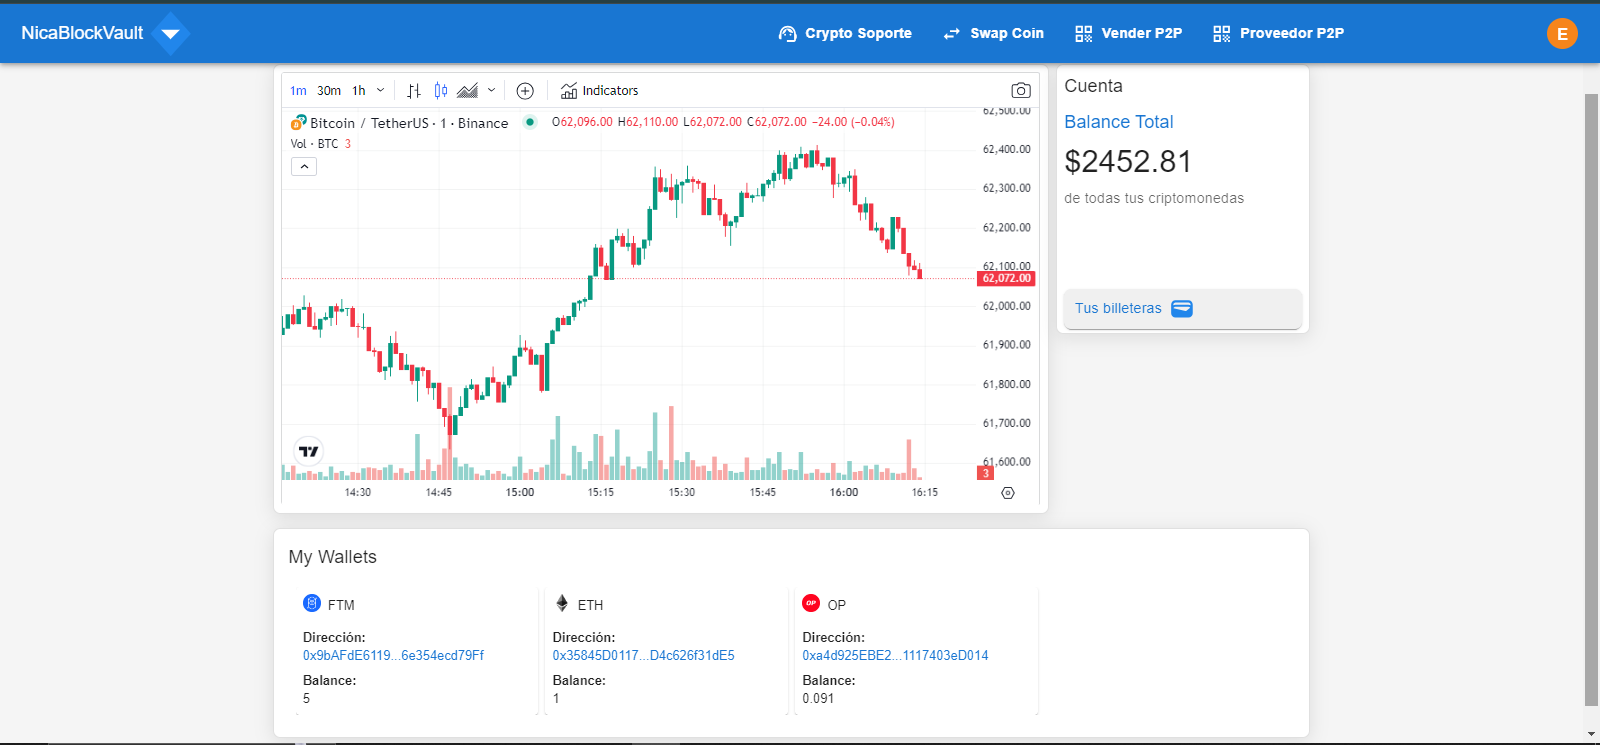 NicaBlockVault
Crypto Soporte
Swap Coin
Vender P2P
Proveedor P2P
E
1m 30m 1h
Indicators
Bitcoin / TetherUS · 1 · Binance
O62,096.00 H62,110.00 L62,072.00 C62,072.00 −24.00 (−0.04%)
Vol · BTC 3
62,500.00
62,400.00
62,300.00
62,200.00
62,100.00
62,072.00
62,000.00
61,900.00
61,800.00
61,700.00
61,600.00
3
14:30 14:45 15:00 15:15 15:30 15:45 16:00 16:15
Cuenta
Balance Total
$2452.81
de todas tus criptomonedas
Tus billeteras
My Wallets
FTM
Dirección:
0x9bAFdE6119...6e354ecd79Ff
Balance:
5
ETH
Dirección:
0x35845D0117...D4c626f31dE5
Balance:
1
OP
OP
Dirección:
0xa4d925EBE2...1117403eD014
Balance:
0.091